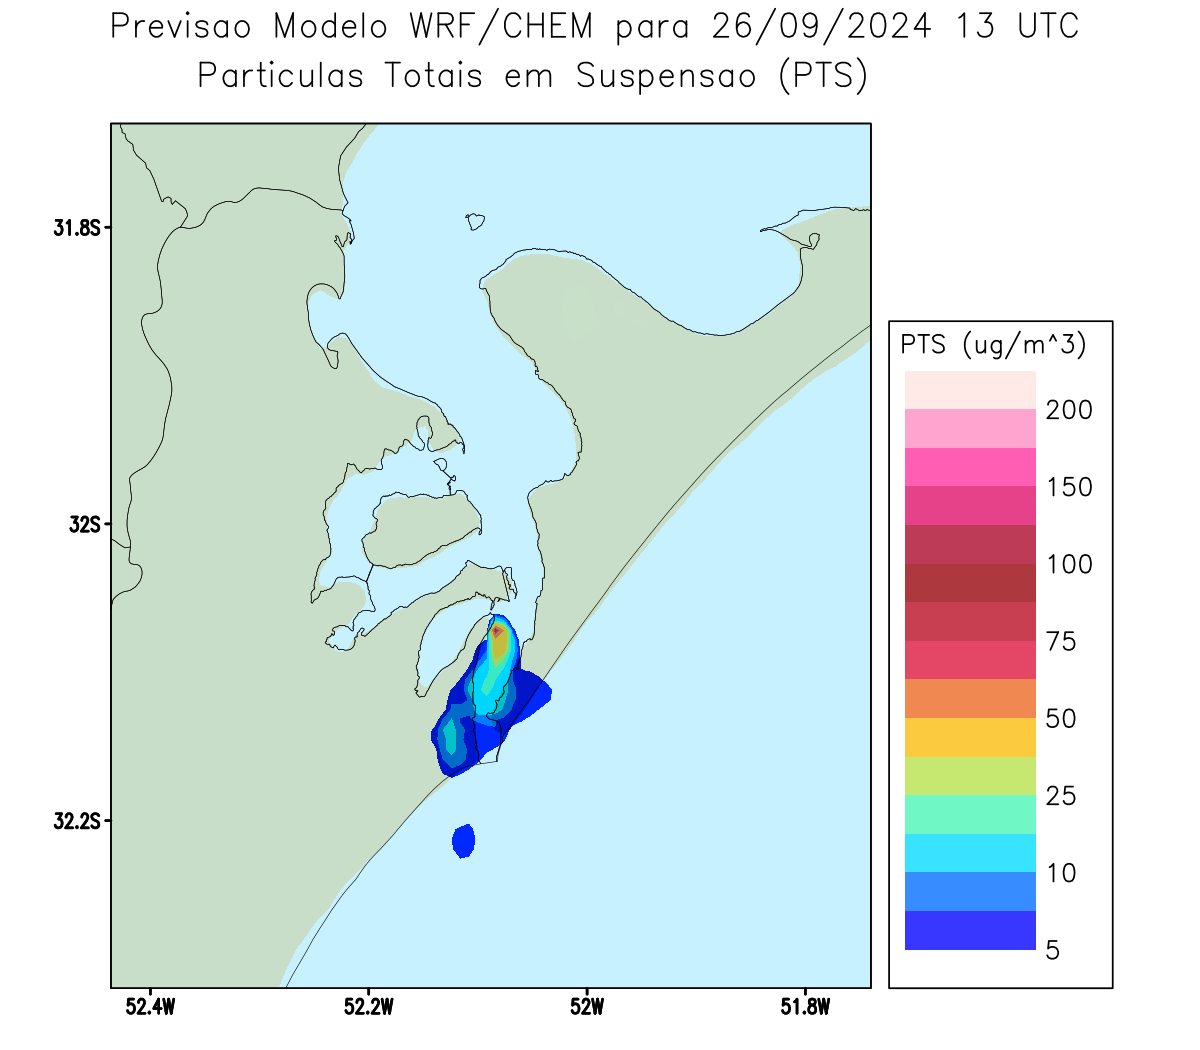 Previsao Modelo WRF/CHEM para 26/09/2024 13 UTC
Particulas Totais em Suspensao (PTS)
31.8S
32S
32.2S
52.4W
52.2W
52W
51.8W
PTS (ug/m^3)
200
150
100
75
50
25
10
5